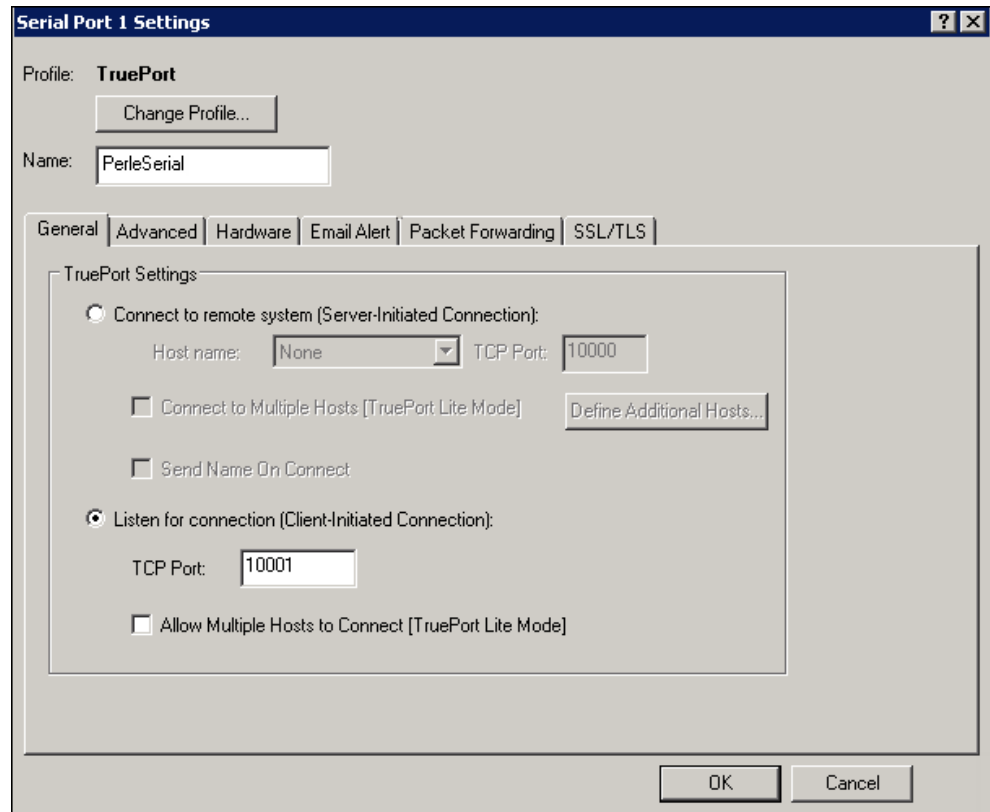 Serial Port 1 Settings
Profile: TruePort
Change Profile...
Name: PerleSerial
General Advanced Hardware Email Alert Packet Forwarding SSL/TLS
TruePort Settings
Connect to remote system (Server-Initiated Connection):
Host name: None TCP Port: 10000
Connect to Multiple Hosts [TruePort Lite Mode] Define Additional Hosts...
Send Name On Connect
Listen for connection (Client-Initiated Connection):
TCP Port: 10001
Allow Multiple Hosts to Connect [TruePort Lite Mode]
OK Cancel